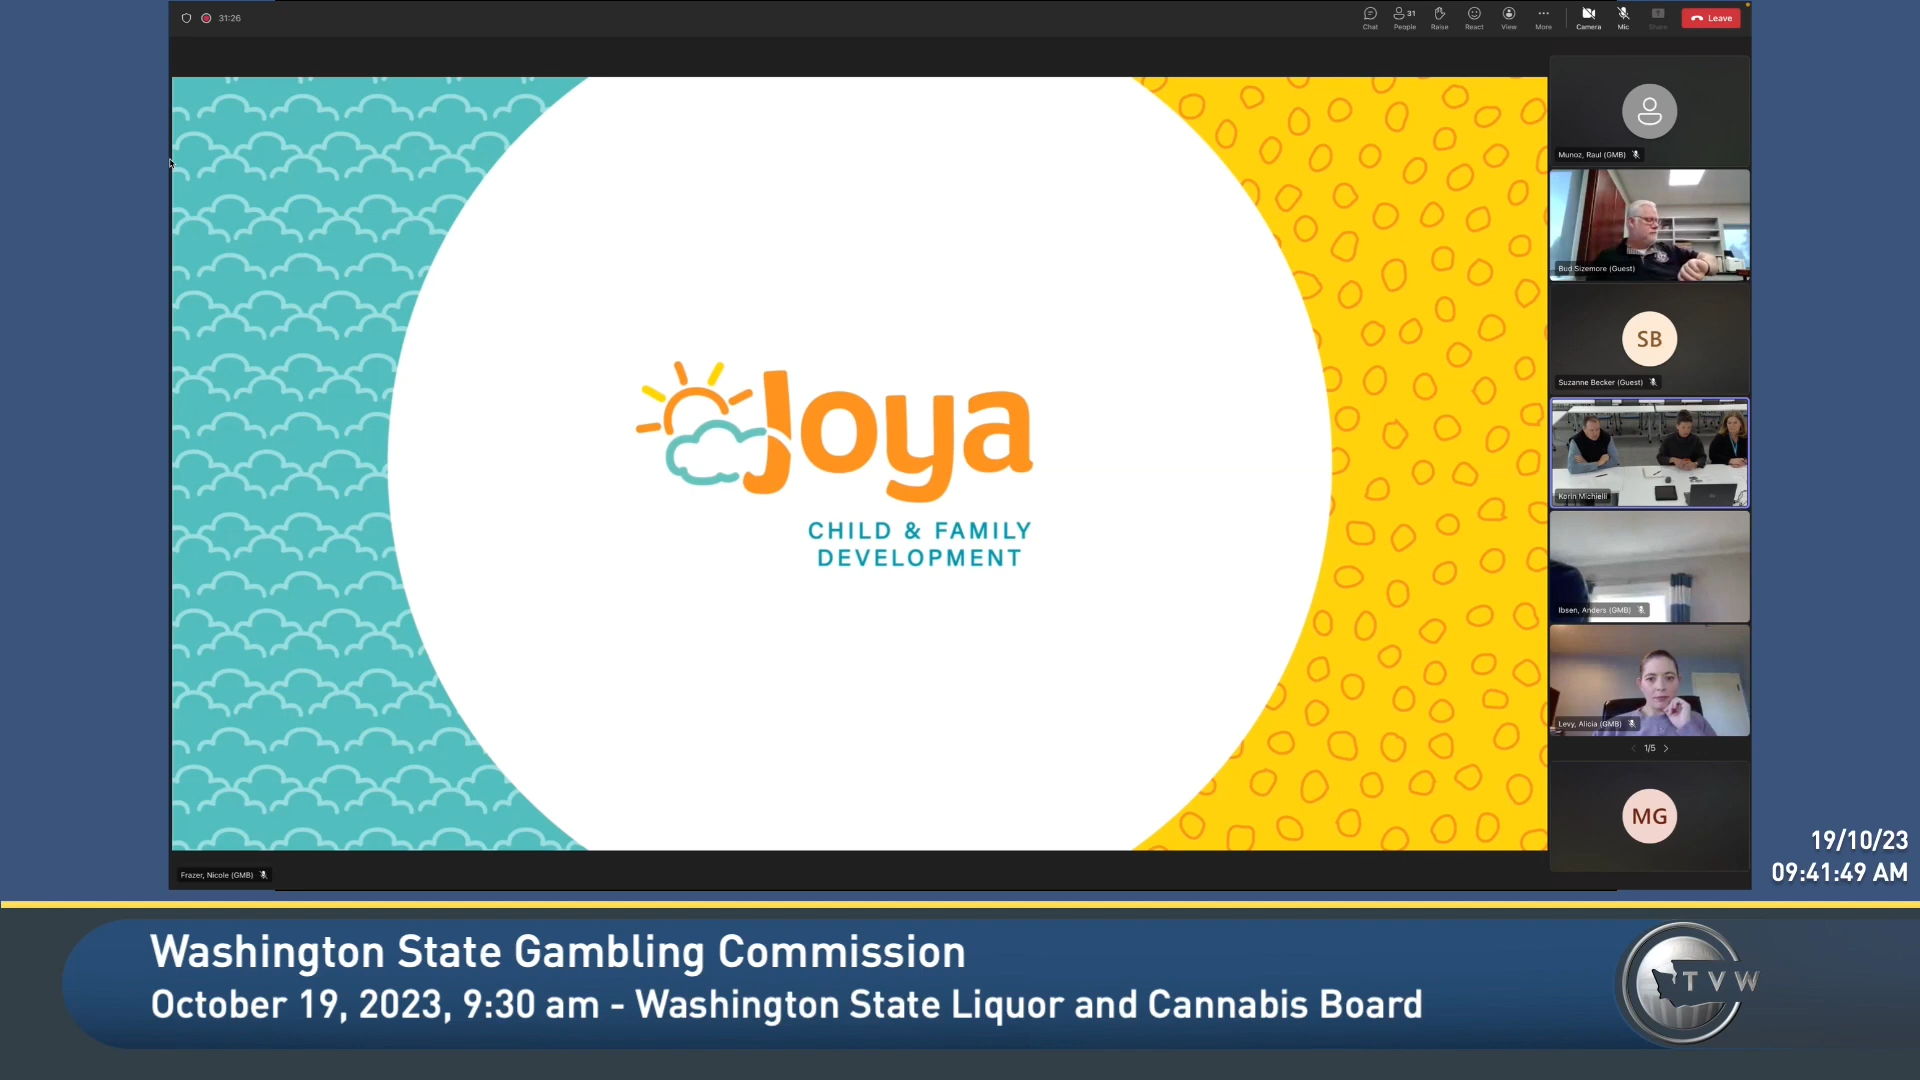 31:26
Chat
31
People
Raise
React
View
More
Camera
Mic
Share
Leave
Munoz, Raul (GMB)
Bud Sizemore (Guest)
SB
Suzanne Becker (Guest)
Korin Michielli
Ibsen, Anders (GMB)
Levy, Alicia (GMB)
1/5
MG
Joya
CHILD & FAMILY
DEVELOPMENT
Frazer, Nicole (GMB)
19/10/23
09:41:49 AM
Washington State Gambling Commission
October 19, 2023, 9:30 am - Washington State Liquor and Cannabis Board
TVW